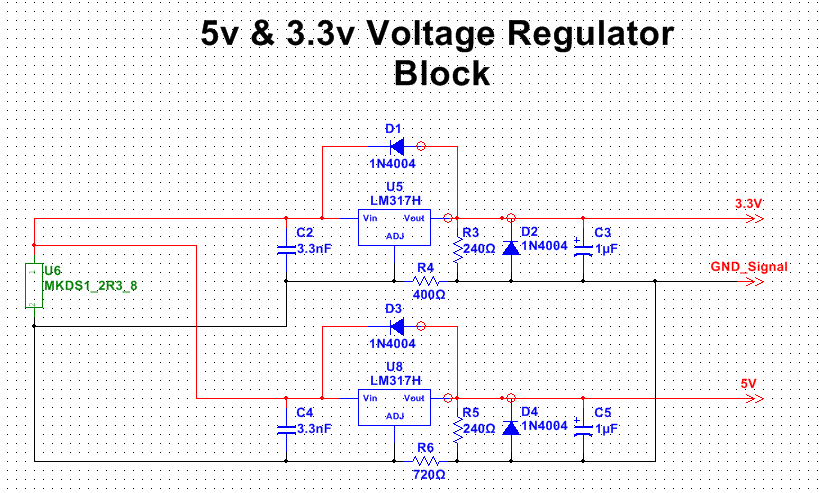 5v & 3.3v Voltage Regulator
Block
D1
1N4004
U5
LM317H
Vin
Vout
ADJ
3.3V
C2
3.3nF
R3
240Ω
D2
1N4004
+
C3
1µF
GND_Signal
U6
MKDS1_2R3_8
1
2
R4
400Ω
D3
1N4004
U8
LM317H
Vin
Vout
ADJ
5V
C4
3.3nF
R5
240Ω
D4
1N4004
+
C5
1µF
R6
720Ω